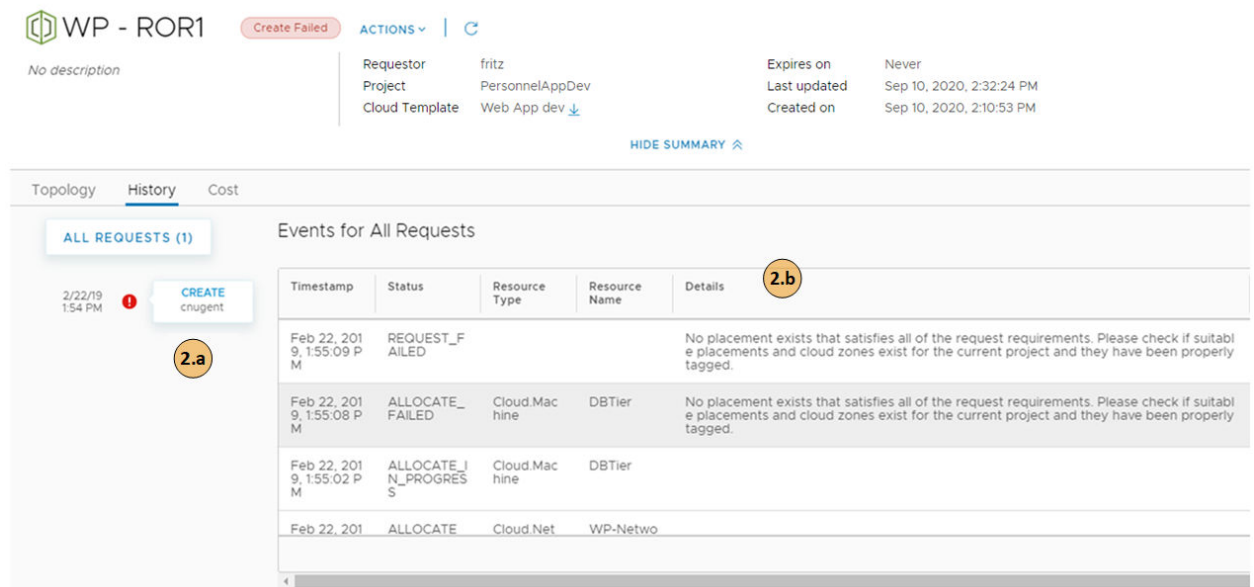 WP - ROR1 Create Failed ACTIONS
No description
Requestor fritz Expires on Never
Project PersonnelAppDev Last updated Sep 10, 2020, 2:32:24 PM
Cloud Template Web App dev Created on Sep 10, 2020, 2:10:53 PM
HIDE SUMMARY
Topology History Cost
ALL REQUESTS (1)
Events for All Requests
2/22/19
1:54 PM
CREATE
cnugent
2.a
2.b
Timestamp Status Resource Type Resource Name Details
Feb 22, 201 REQUEST_F No placement exists that satisfies all of the request requirements. Please check if suitabl
9, 1:55:09 P AILED e placements and cloud zones exist for the current project and they have been properly
M tagged.
Feb 22, 201 ALLOCATE_ Cloud.Mac DBTier No placement exists that satisfies all of the request requirements. Please check if suitabl
9, 1:55:08 P FAILED hine e placements and cloud zones exist for the current project and they have been properly
M tagged.
Feb 22, 201 ALLOCATE_I Cloud.Mac DBTier
9, 1:55:02 P N_PROGRES hine
M S
Feb 22, 201 ALLOCATE Cloud.Net WP-Netwo